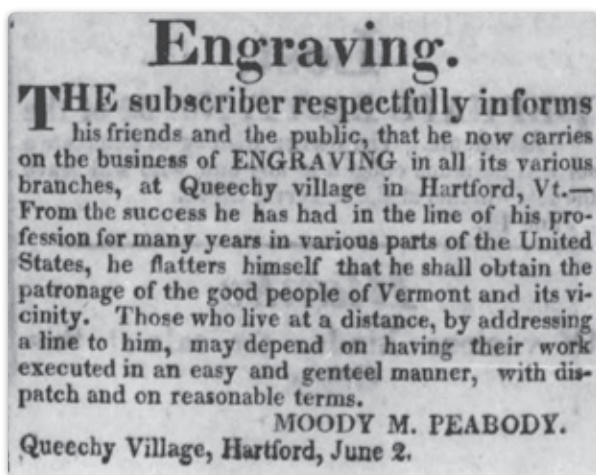 Engraving.
THE subscriber respectfully informs
his friends and the public, that he now carries
on the business of ENGRAVING in all its various
branches, at Queechy village in Hartford, Vt.—
From the success he has had in the line of his pro-
fession for many years in various parts of the United
States, he flatters himself that he shall obtain the
patronage of the good people of Vermont and its vi-
cinity. Those who live at a distance, by addressing
a line to him, may depend on having their work
executed in an easy and genteel manner, with dis-
patch and on reasonable terms.
MOODY M. PEABODY.
Queechy Village, Hartford, June 2.